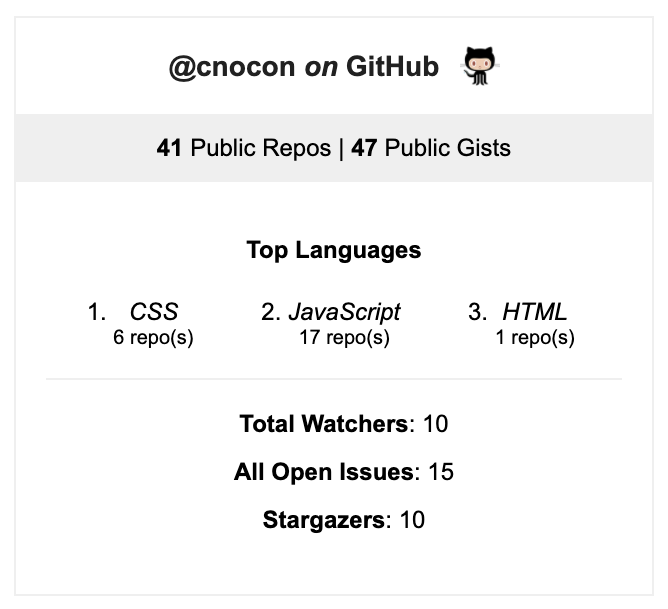 @cnocon on GitHub
41 Public Repos | 47 Public Gists
Top Languages
1. CSS 2. JavaScript 3. HTML
6 repo(s) 17 repo(s) 1 repo(s)
Total Watchers: 10
All Open Issues: 15
Stargazers: 10